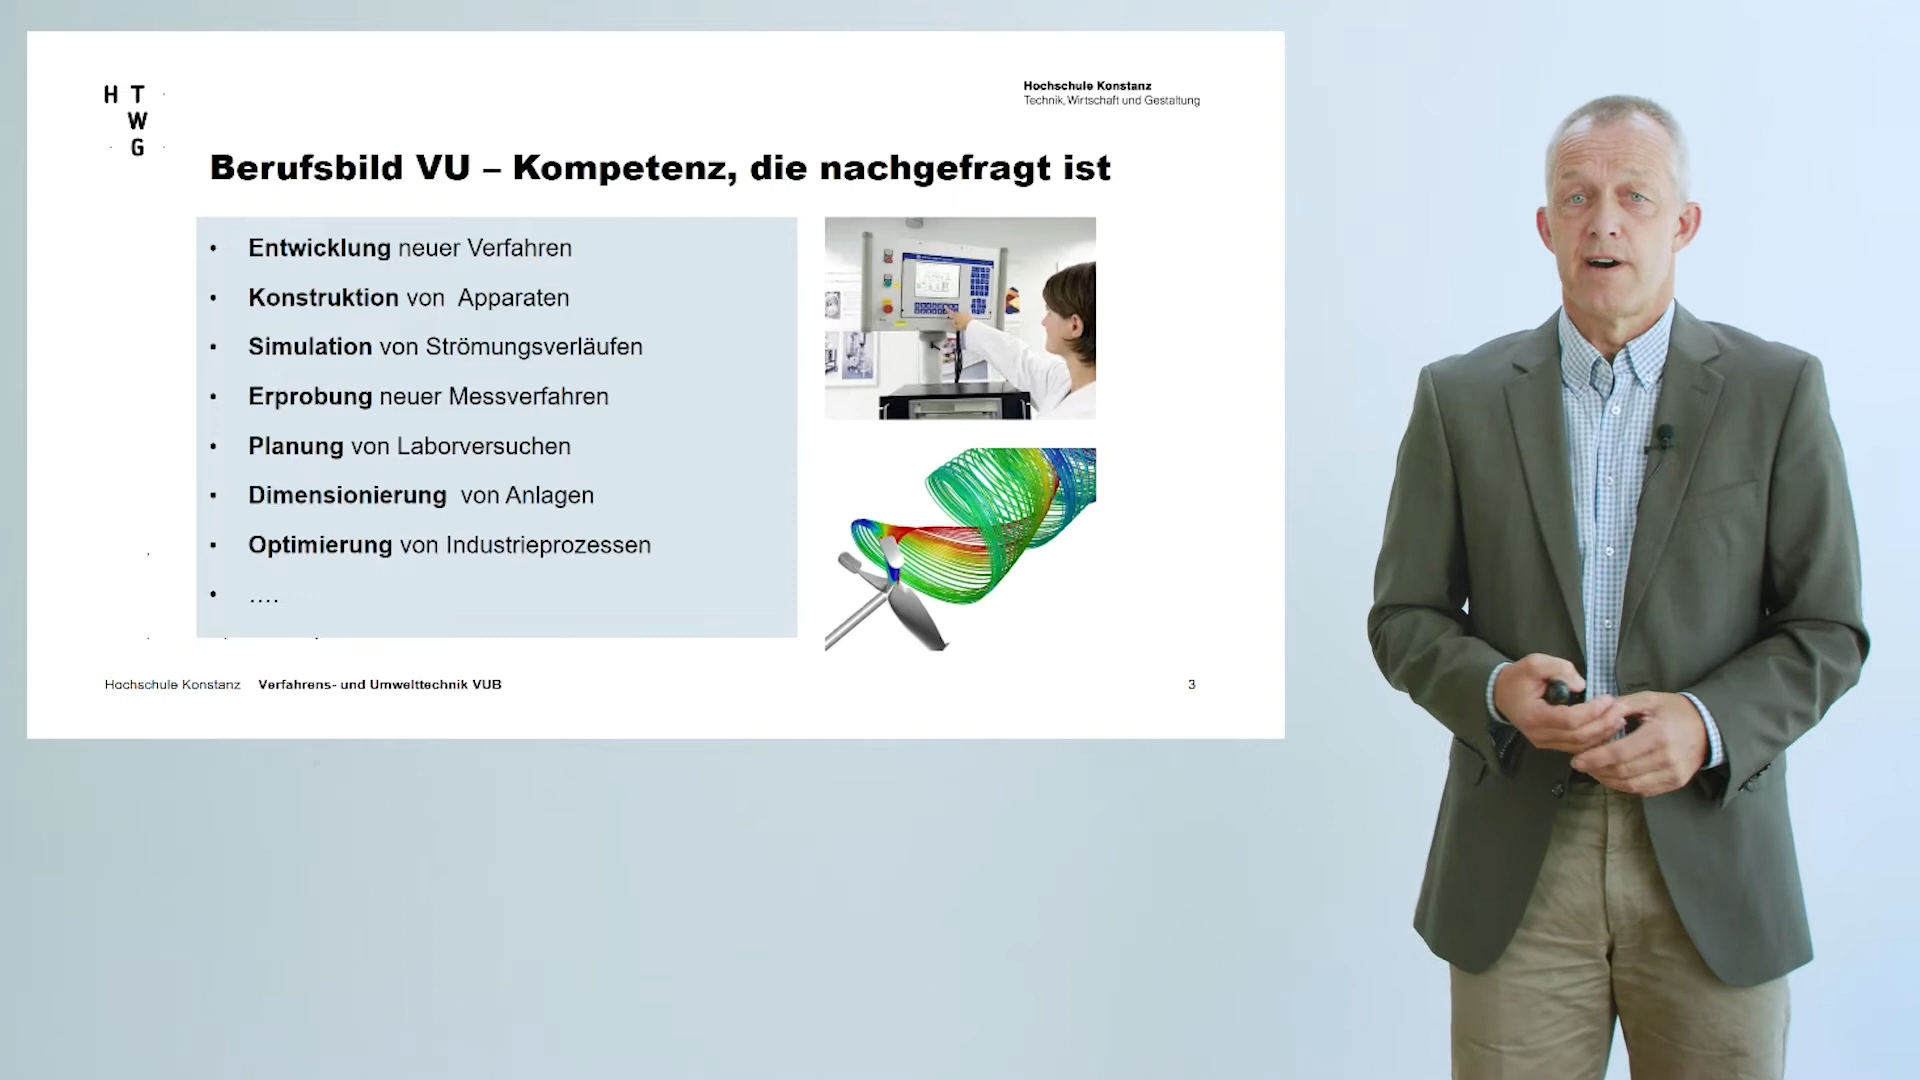 H T
W
G
Hochschule Konstanz
Technik, Wirtschaft und Gestaltung
Berufsbild VU – Kompetenz, die nachgefragt ist
• Entwicklung neuer Verfahren
• Konstruktion von Apparaten
• Simulation von Strömungsverläufen
• Erprobung neuer Messverfahren
• Planung von Laborversuchen
• Dimensionierung von Anlagen
• Optimierung von Industrieprozessen
• ....
Hochschule Konstanz Verfahrens- und Umwelttechnik VUB 3